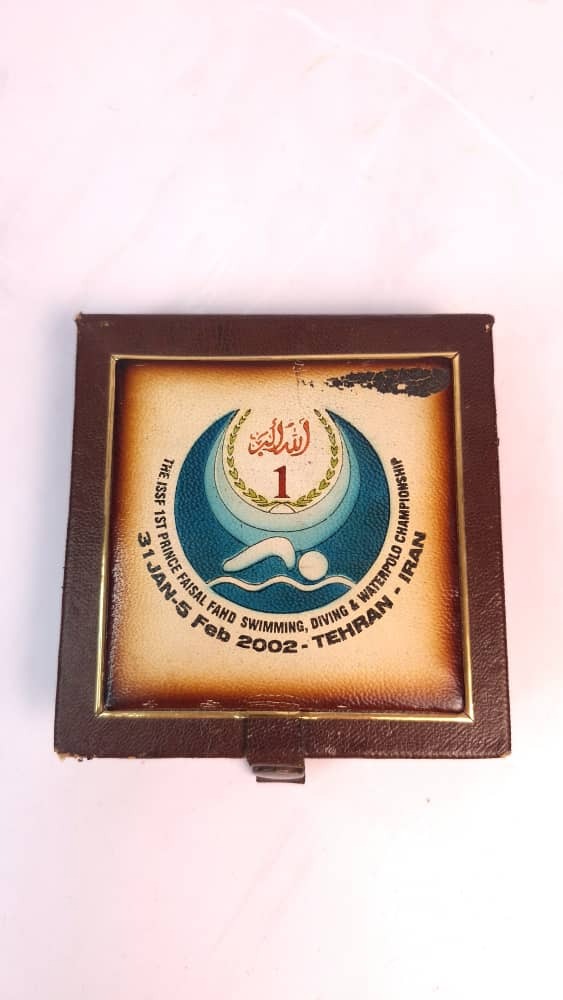 الله أكبر
1
THE ISSF 1ST PRINCE FAISAL FAHD SWIMMING, DIVING & WATERPOLO CHAMPIONSHIP
31 JAN-5 Feb 2002 - TEHRAN - IRAN